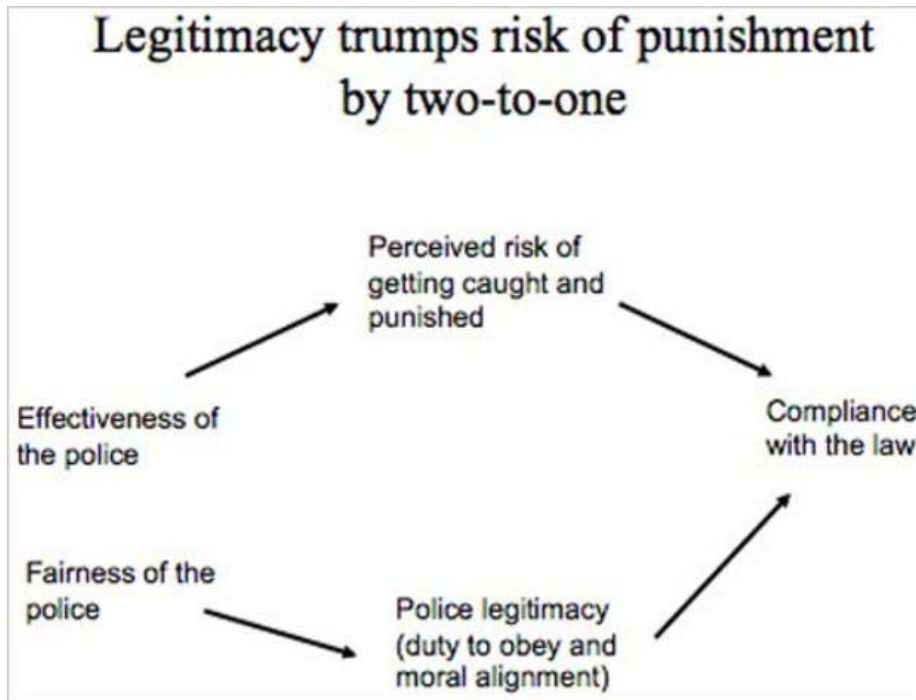 Legitimacy trumps risk of punishment
by two-to-one
Perceived risk of
getting caught and
punished
Effectiveness of
the police
Compliance
with the law
Fairness of the
police
Police legitimacy
(duty to obey and
moral alignment)